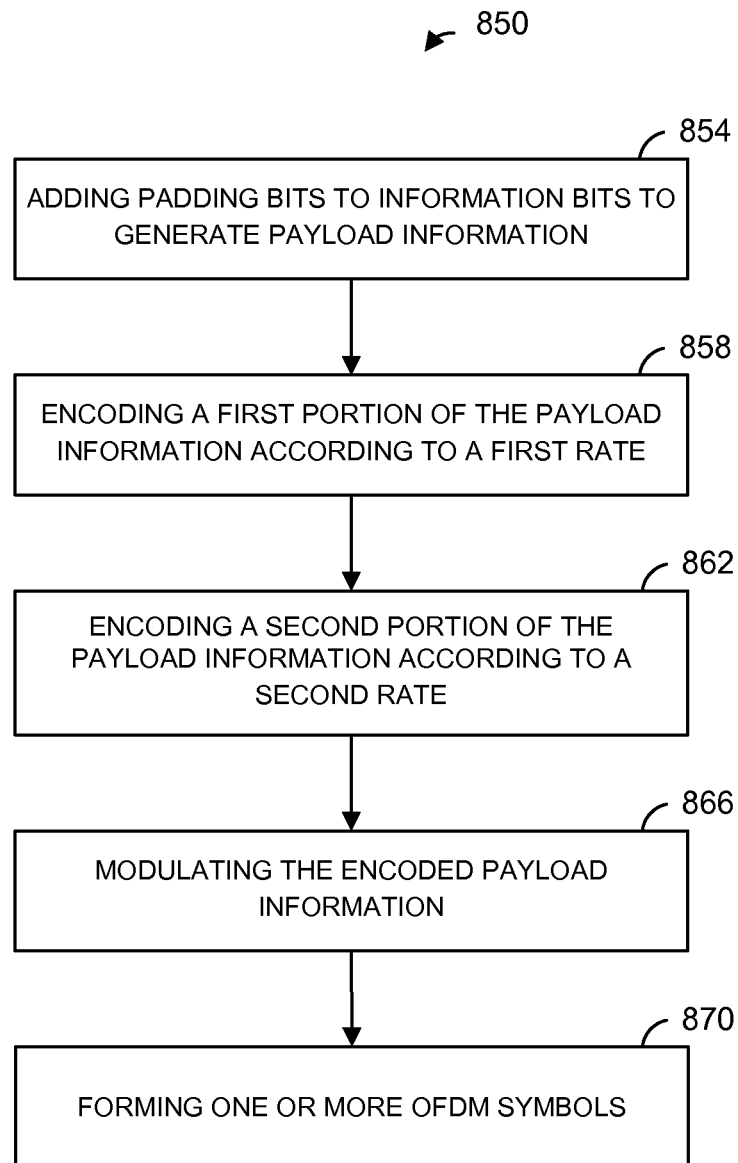 850
854
ADDING PADDING BITS TO INFORMATION BITS TO
GENERATE PAYLOAD INFORMATION
858
ENCODING A FIRST PORTION OF THE PAYLOAD
INFORMATION ACCORDING TO A FIRST RATE
862
ENCODING A SECOND PORTION OF THE
PAYLOAD INFORMATION ACCORDING TO A
SECOND RATE
866
MODULATING THE ENCODED PAYLOAD
INFORMATION
870
FORMING ONE OR MORE OFDM SYMBOLS